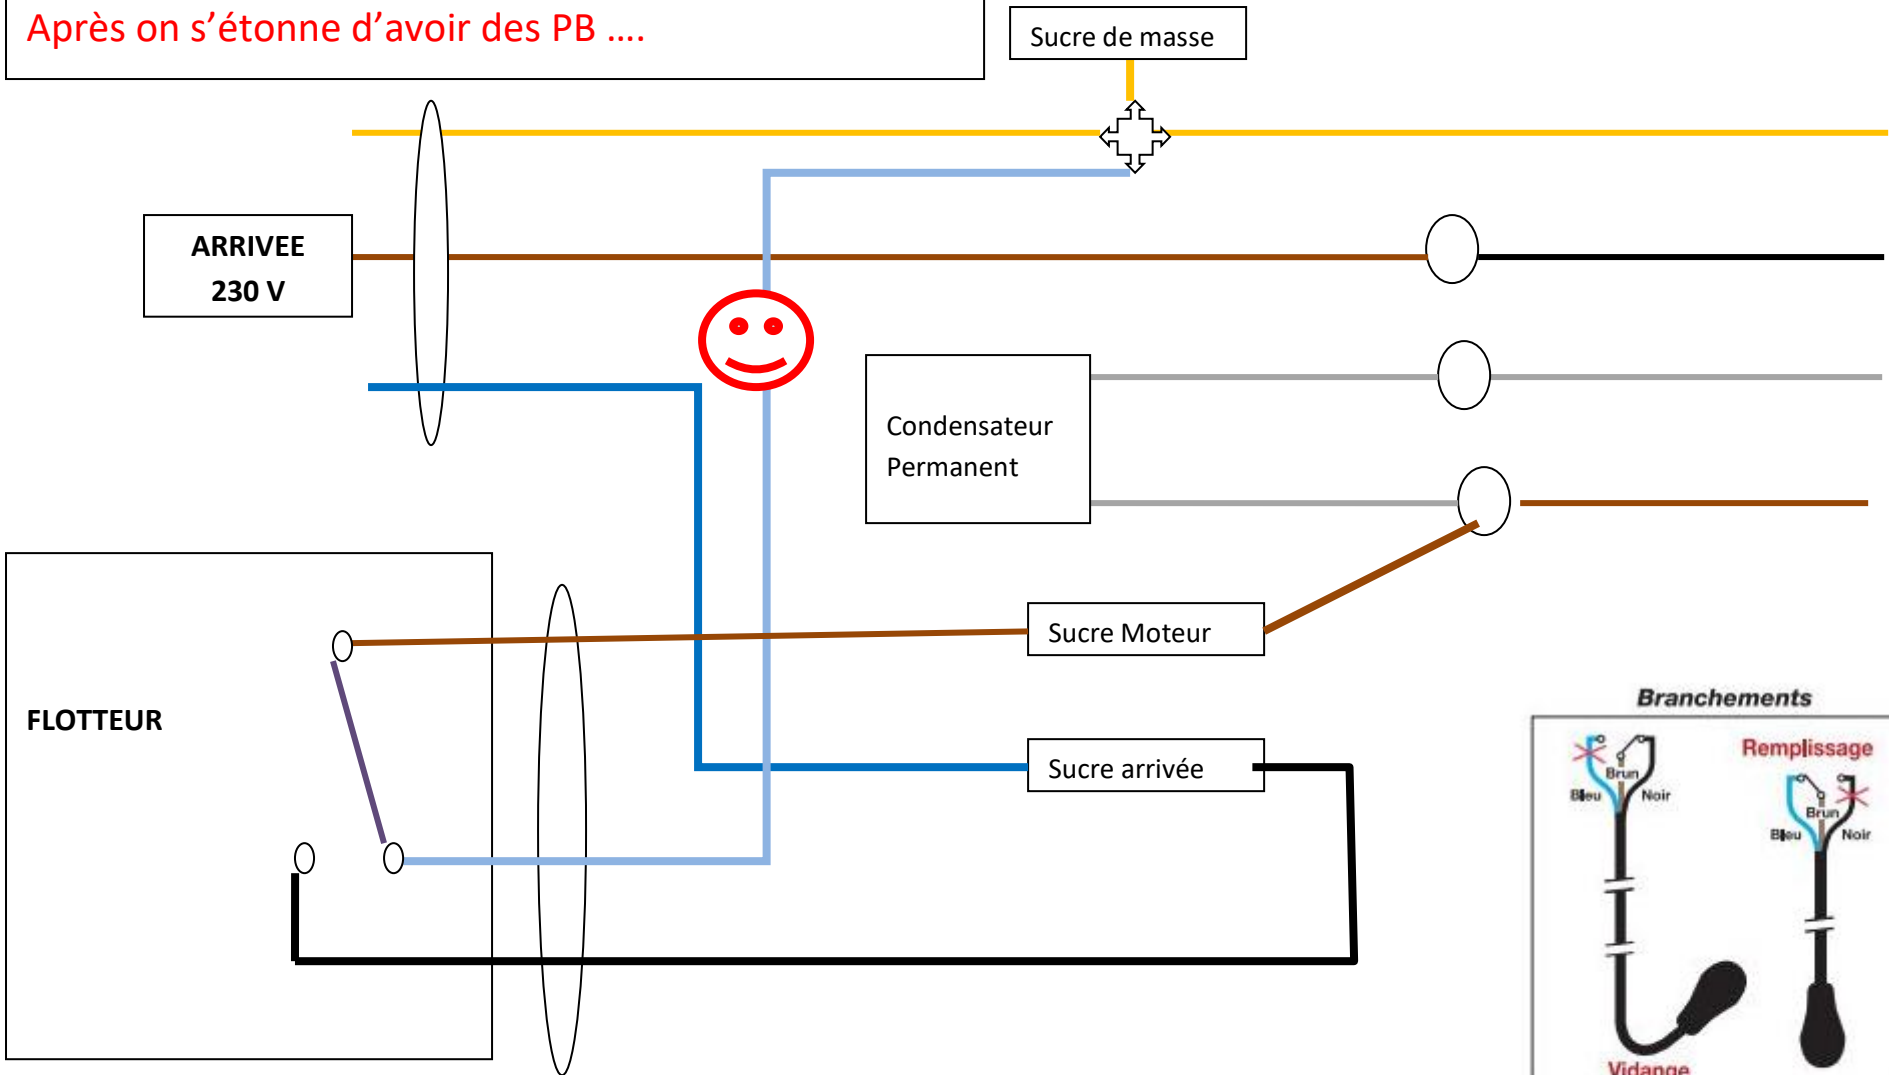 Après on s’étonne d’avoir des PB ....
Sucre de masse
ARRIVEE
230 V
Condensateur
Permanent
Sucre Moteur
FLOTTEUR
Sucre arrivée
Branchements
Remplissage
Brun
Bleu
Noir
Brun
Bleu
Noir
Vidange